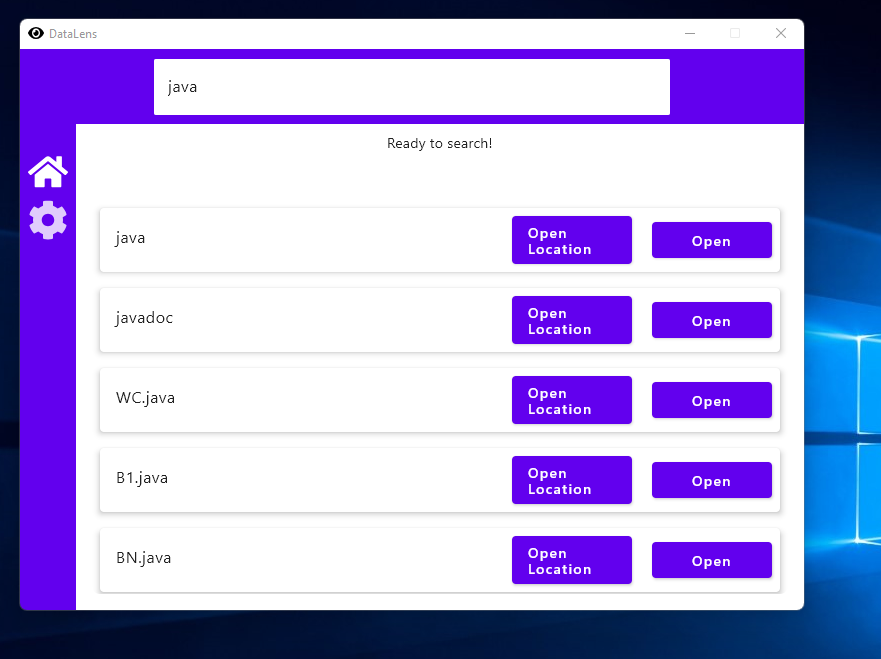 DataLens
java
Ready to search!
java
Open
Location
Open
javadoc
Open
Location
Open
WC.java
Open
Location
Open
B1.java
Open
Location
Open
BN.java
Open
Location
Open